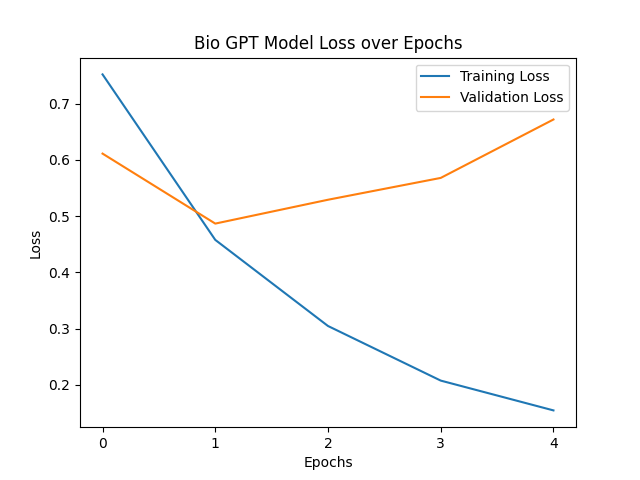 Bio GPT Model Loss over Epochs
Training Loss
Validation Loss
0.7
0.6
0.5
0.4
0.3
0.2
Loss
0 1 2 3 4
Epochs